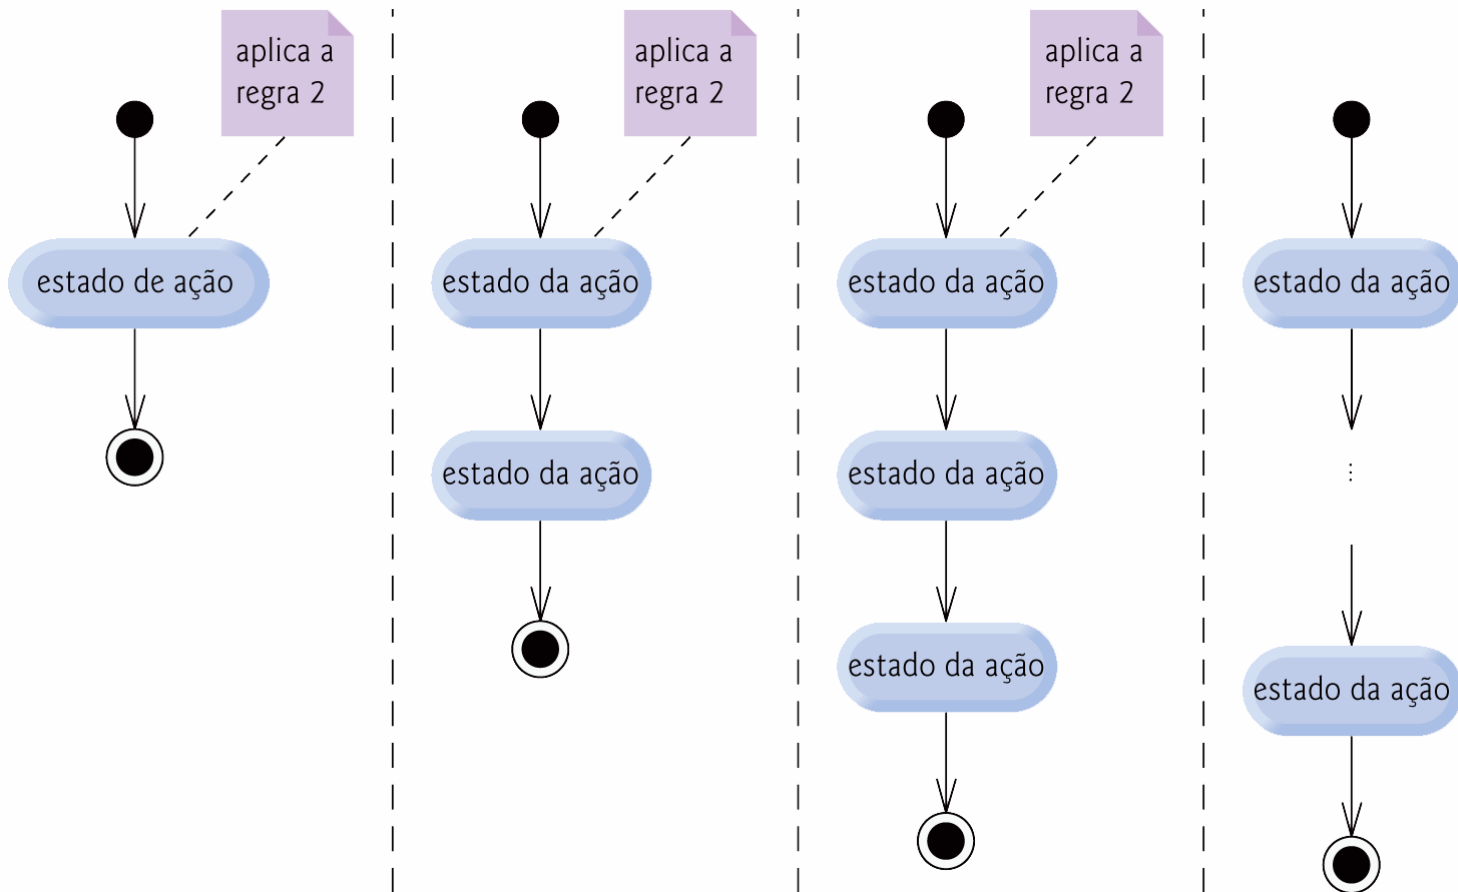 aplica a
regra 2
estado de ação
aplica a
regra 2
estado da ação
estado da ação
aplica a
regra 2
estado da ação
estado da ação
estado da ação
estado da ação
⋮
estado da ação